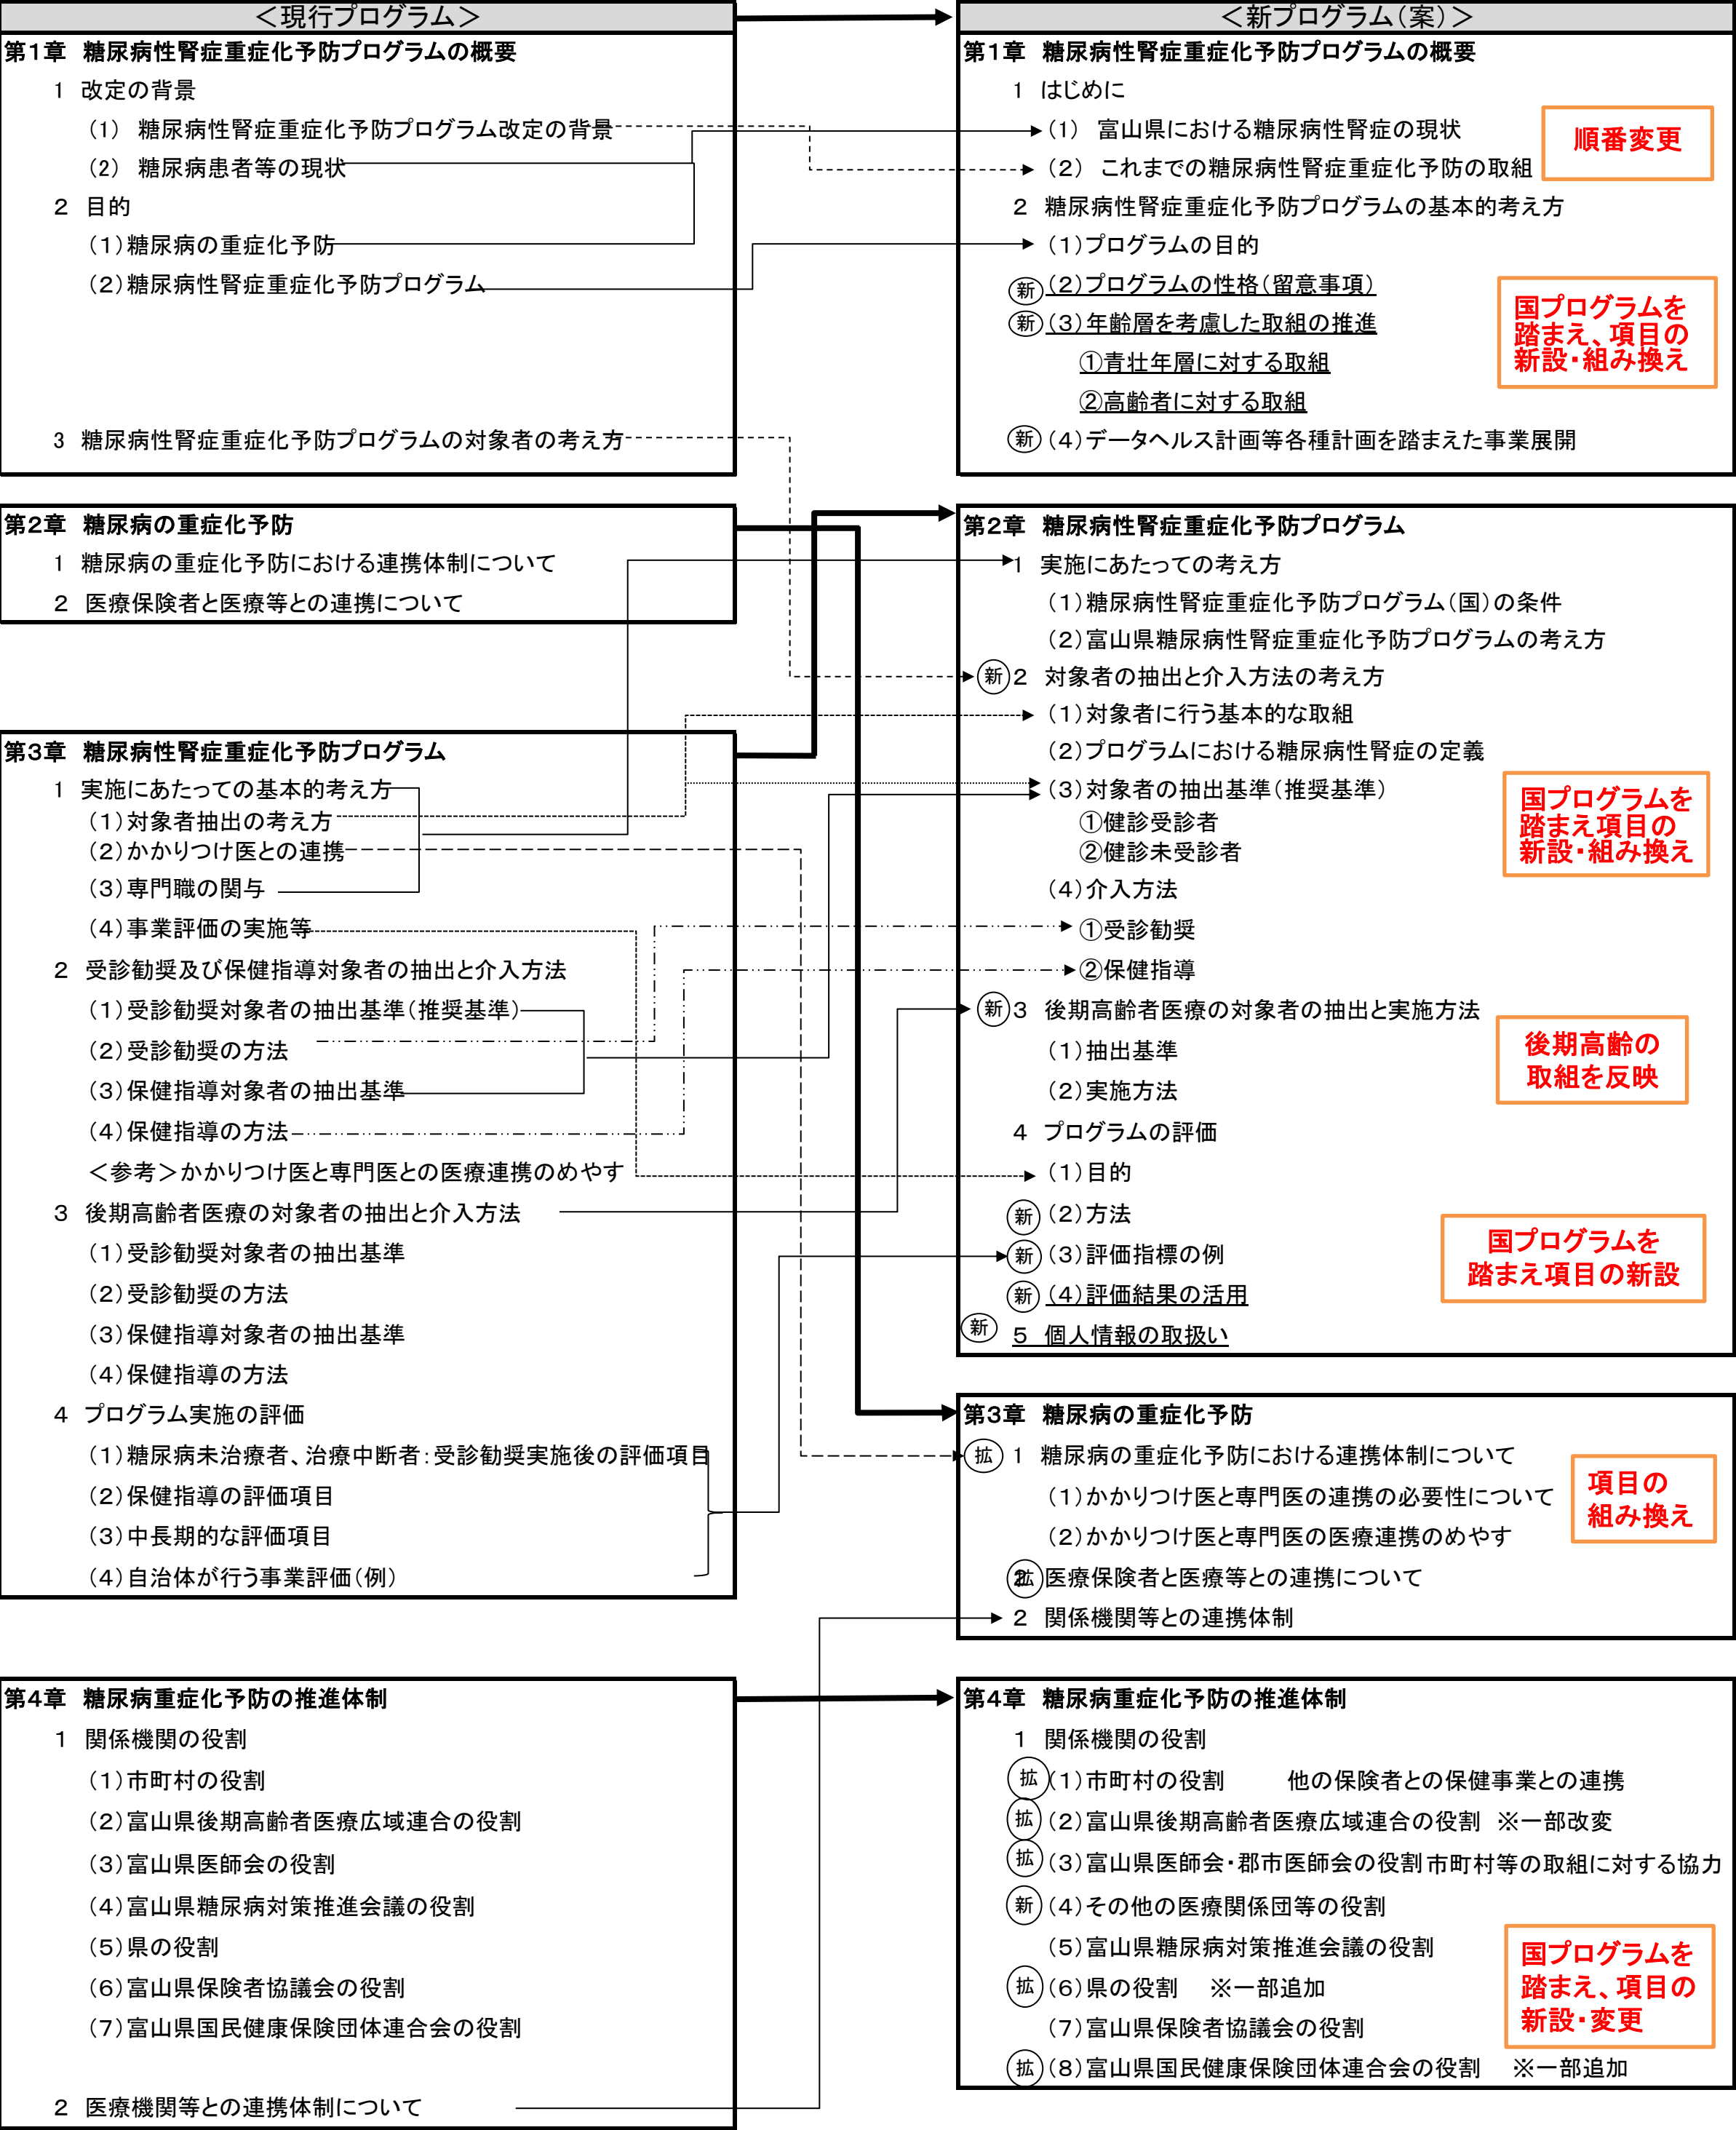 ＜現行プログラム＞
第1章　糖尿病性腎症重症化予防プログラムの概要
1　改定の背景
（1）　糖尿病性腎症重症化予防プログラム改定の背景
（2）　糖尿病患者等の現状
2　目的
（1）糖尿病の重症化予防
（2）糖尿病性腎症重症化予防プログラム
3　糖尿病性腎症重症化予防プログラムの対象者の考え方
第2章　糖尿病の重症化予防
1　糖尿病の重症化予防における連携体制について
2　医療保険者と医療等との連携について
第3章　糖尿病性腎症重症化予防プログラム
1　実施にあたっての基本的考え方
（1）対象者抽出の考え方
（2）かかりつけ医との連携
（3）専門職の関与
（4）事業評価の実施等
2　受診勧奨及び保健指導対象者の抽出と介入方法
（1）受診勧奨対象者の抽出基準（推奨基準）
（2）受診勧奨の方法
（3）保健指導対象者の抽出基準
（4）保健指導の方法
＜参考＞かかりつけ医と専門医との医療連携のめやす
3　後期高齢者医療の対象者の抽出と介入方法
（1）受診勧奨対象者の抽出基準
（2）受診勧奨の方法
（3）保健指導対象者の抽出基準
（4）保健指導の方法
4　プログラム実施の評価
（1）糖尿病未治療者、治療中断者：受診勧奨実施後の評価項目
（2）保健指導の評価項目
（3）中長期的な評価項目
（4）自治体が行う事業評価（例）
第4章　糖尿病重症化予防の推進体制
1　関係機関の役割
（1）市町村の役割
（2）富山県後期高齢者医療広域連合の役割
（3）富山県医師会の役割
（4）富山県糖尿病対策推進会議の役割
（5）県の役割
（6）富山県保険者協議会の役割
（7）富山県国民健康保険団体連合会の役割
2　医療機関等との連携体制について
＜新プログラム（案）＞
第1章　糖尿病性腎症重症化予防プログラムの概要
1　はじめに
（1）　富山県における糖尿病性腎症の現状
（2）　これまでの糖尿病性腎症重症化予防の取組
順番変更
2　糖尿病性腎症重症化予防プログラムの基本的考え方
（1）プログラムの目的
新（2）プログラムの性格（留意事項）
新（3）年齢層を考慮した取組の推進
①青壮年層に対する取組
②高齢者に対する取組
新（4）データヘルス計画等各種計画を踏まえた事業展開
国プログラムを
踏まえ、項目の
新設・組み換え
第2章　糖尿病性腎症重症化予防プログラム
1　実施にあたっての考え方
（1）糖尿病性腎症重症化予防プログラム（国）の条件
（2）富山県糖尿病性腎症重症化予防プログラムの考え方
新 2　対象者の抽出と介入方法の考え方
（1）対象者に行う基本的な取組
（2）プログラムにおける糖尿病性腎症の定義
（3）対象者の抽出基準（推奨基準）
①健診受診者
②健診未受診者
（4）介入方法
①受診勧奨
②保健指導
国プログラムを
踏まえ項目の
新設・組み換え
新 3　後期高齢者医療の対象者の抽出と実施方法
（1）抽出基準
（2）実施方法
後期高齢の
取組を反映
4　プログラムの評価
（1）目的
新（2）方法
新（3）評価指標の例
新（4）評価結果の活用
新 5　個人情報の取扱い
国プログラムを
踏まえ項目の新設
第3章　糖尿病の重症化予防
拡 1　糖尿病の重症化予防における連携体制について
（1）かかりつけ医と専門医の連携の必要性について
（2）かかりつけ医と専門医の医療連携のめやす
拡 2 医療保険者と医療等との連携について
2　関係機関等との連携体制
項目の
組み換え
第4章　糖尿病重症化予防の推進体制
1　関係機関の役割
拡（1）市町村の役割　他の保険者との保健事業との連携
拡（2）富山県後期高齢者医療広域連合の役割　※一部改変
拡（3）富山県医師会・郡市医師会の役割 市町村等の取組に対する協力
新（4）その他の医療関係団等の役割
（5）富山県糖尿病対策推進会議の役割
拡（6）県の役割　※一部追加
（7）富山県保険者協議会の役割
拡（8）富山県国民健康保険団体連合会の役割　※一部追加
国プログラムを
踏まえ、項目の
新設・変更